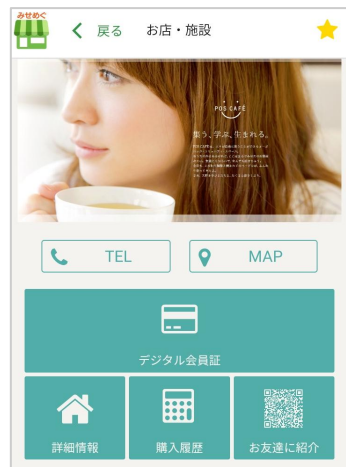 みせめぐ
戻る
お店・施設
POS CAFÉ
集う、学ぶ、生まれる。
TEL
MAP
デジタル会員証
詳細情報
購入履歴
お友達に紹介